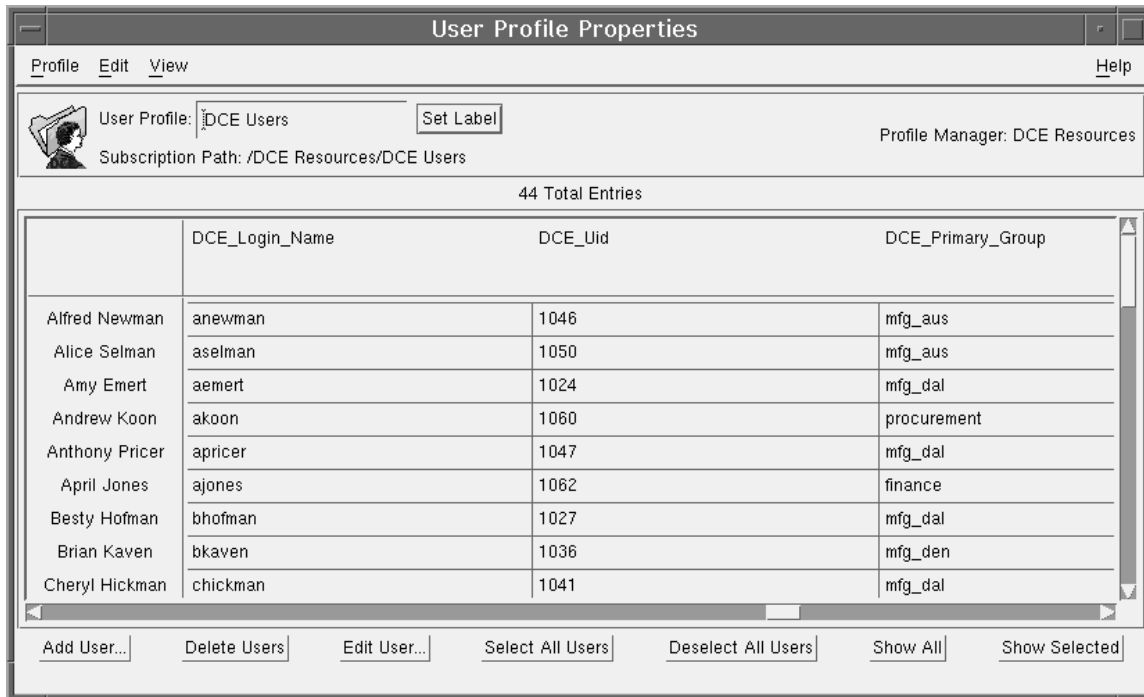 User Profile Properties
Profile Edit View Help
User Profile: DCE Users Set Label
Profile Manager: DCE Resources
Subscription Path: /DCE Resources/DCE Users
44 Total Entries
DCE_Login_Name DCE_Uid DCE_Primary_Group
Alfred Newman anewman 1046 mfg_aus
Alice Selman aselman 1050 mfg_aus
Amy Emert aemert 1024 mfg_dal
Andrew Koon akoon 1060 procurement
Anthony Pricer apricer 1047 mfg_dal
April Jones ajones 1062 finance
Besty Hofman bhofman 1027 mfg_dal
Brian Kaven bkaven 1036 mfg_den
Cheryl Hickman chickman 1041 mfg_dal
Add User... Delete Users Edit User... Select All Users Deselect All Users Show All Show Selected